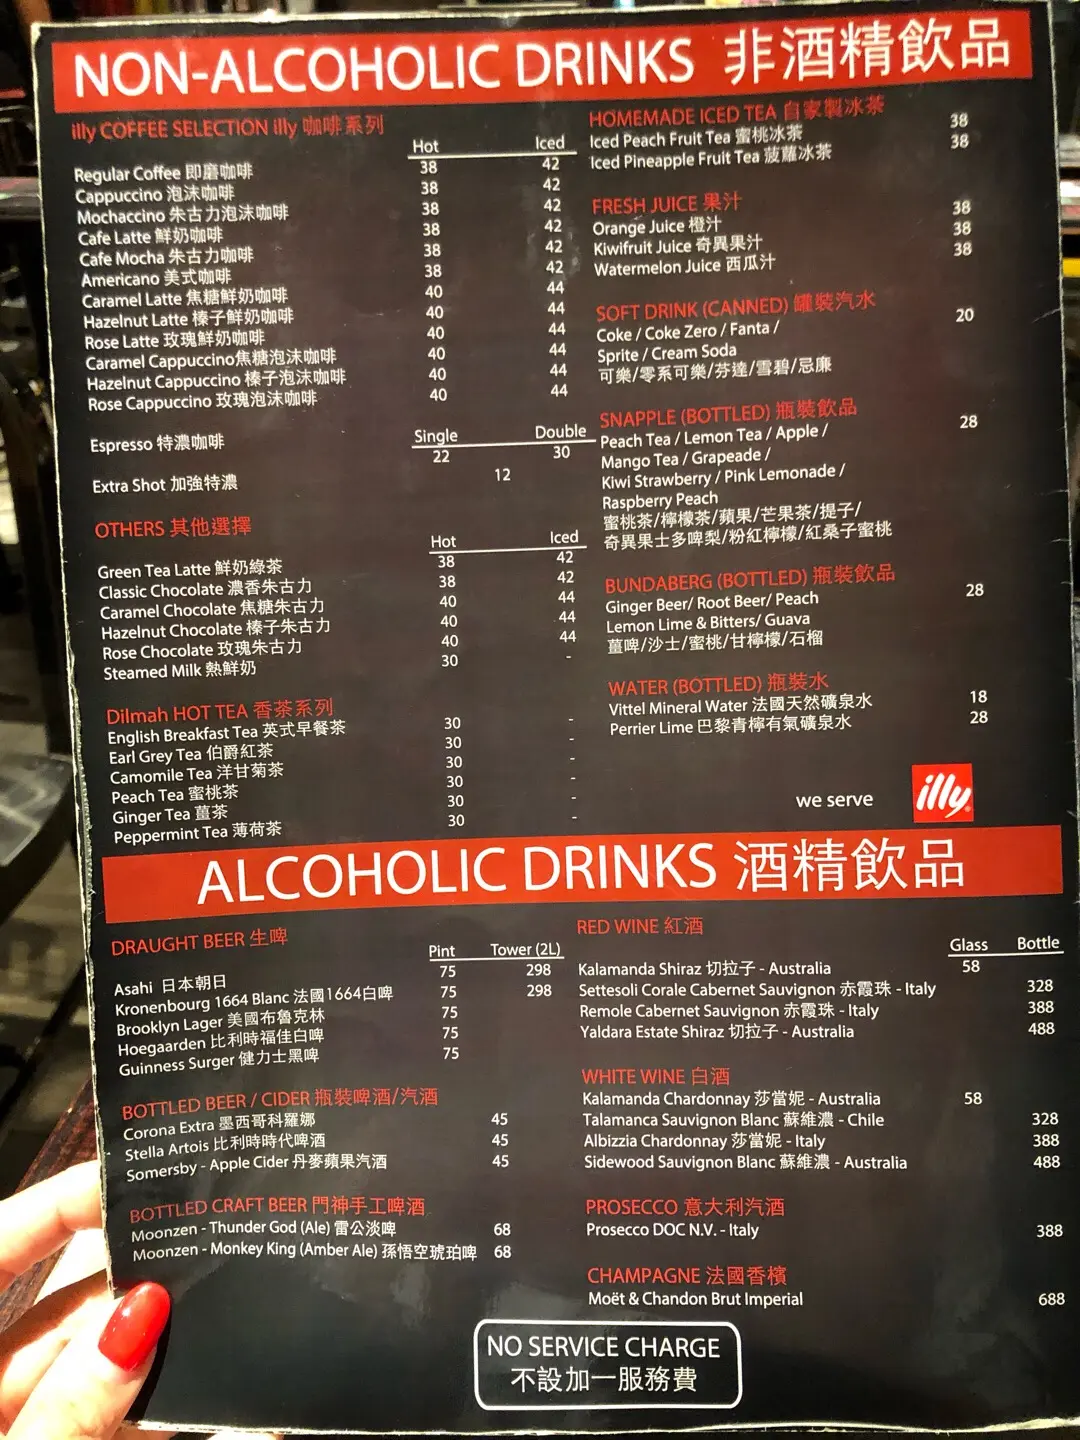 NON-ALCOHOLIC DRINKS 非酒精飲品
illy COFFEE SELECTION illy 咖啡系列
Hot Iced
Regular Coffee 即磨咖啡 38 42
Cappuccino 泡沫咖啡 38 42
Mochaccino 朱古力泡沫咖啡 38 42
Cafe Latte 鮮奶咖啡 38 42
Cafe Mocha 朱古力咖啡 38 42
Americano 美式咖啡 38 42
Caramel Latte 焦糖鮮奶咖啡 40 44
Hazelnut Latte 榛子鮮奶咖啡 40 44
Rose Latte 玫瑰鮮奶咖啡 40 44
Caramel Cappuccino焦糖泡沫咖啡 40 44
Hazelnut Cappuccino 榛子泡沫咖啡 40 44
Rose Cappuccino 玫瑰泡沫咖啡 40 44
Single Double
Espresso 特濃咖啡 22 30
Extra Shot 加強特濃 12
OTHERS 其他選擇
Hot Iced
Green Tea Latte 鮮奶綠茶 38 42
Classic Chocolate 濃香朱古力 38 42
Caramel Chocolate 焦糖朱古力 40 44
Hazelnut Chocolate 榛子朱古力 40 44
Rose Chocolate 玫瑰朱古力 40 44
Steamed Milk 熱鮮奶 30 -
Dilmah HOT TEA 香茶系列
English Breakfast Tea 英式早餐茶 30 -
Earl Grey Tea 伯爵紅茶 30 -
Camomile Tea 洋甘菊茶 30 -
Peach Tea 蜜桃茶 30 -
Ginger Tea 薑茶 30 -
Peppermint Tea 薄荷茶 30 -
HOMEMADE ICED TEA 自家製冰茶
Iced Peach Fruit Tea 蜜桃冰茶 38
Iced Pineapple Fruit Tea 菠蘿冰茶 38
FRESH JUICE 果汁
Orange Juice 橙汁 38
Kiwifruit Juice 奇異果汁 38
Watermelon Juice 西瓜汁 38
SOFT DRINK (CANNED) 罐裝汽水
Coke / Coke Zero / Fanta / 20
Sprite / Cream Soda
可樂/零系可樂/芬達/雪碧/忌廉
SNAPPLE (BOTTLED) 瓶裝飲品
Peach Tea / Lemon Tea / Apple / 28
Mango Tea / Grapeade /
Kiwi Strawberry / Pink Lemonade /
Raspberry Peach
蜜桃茶/檸檬茶/蘋果/芒果茶/提子/
奇異果士多啤梨/粉紅檸檬/紅桑子蜜桃
BUNDABERG (BOTTLED) 瓶裝飲品
Ginger Beer/ Root Beer/ Peach 28
Lemon Lime & Bitters/ Guava
薑啤/沙士/蜜桃/甘檸檬/石榴
WATER (BOTTLED) 瓶裝水
Vittel Mineral Water 法國天然礦泉水 18
Perrier Lime 巴黎青檸有氣礦泉水 28
we serve illy
ALCOHOLIC DRINKS 酒精飲品
DRAUGHT BEER 生啤
Pint Tower (2L)
Asahi 日本朝日 75 298
Kronenbourg 1664 Blanc 法國1664白啤 75 298
Brooklyn Lager 美國布魯克林 75
Hoegaarden 比利時福佳白啤 75
Guinness Surger 健力士黑啤 75
BOTTLED BEER / CIDER 瓶裝啤酒/汽酒
Corona Extra 墨西哥科羅娜 45
Stella Artois 比利時時代啤酒 45
Somersby - Apple Cider 丹麥蘋果汽酒 45
BOTTLED CRAFT BEER 門神手工啤酒
Moonzen - Thunder God (Ale) 雷公淡啤 68
Moonzen - Monkey King (Amber Ale) 孫悟空琥珀啤 68
RED WINE 紅酒
Glass Bottle
Kalamanda Shiraz 切拉子 - Australia 58
Settesoli Corale Cabernet Sauvignon 赤霞珠 - Italy 328
Remole Cabernet Sauvignon 赤霞珠 - Italy 388
Yaldara Estate Shiraz 切拉子 - Australia 488
WHITE WINE 白酒
Kalamanda Chardonnay 莎當妮 - Australia 58
Talamanca Sauvignon Blanc 蘇維濃 - Chile 328
Albizzia Chardonnay 莎當妮 - Italy 388
Sidewood Sauvignon Blanc 蘇維濃 - Australia 488
PROSECCO 意大利汽酒
Prosecco DOC N.V. - Italy 388
CHAMPAGNE 法國香檳
Moët & Chandon Brut Imperial 688
NO SERVICE CHARGE
不設加一服務費